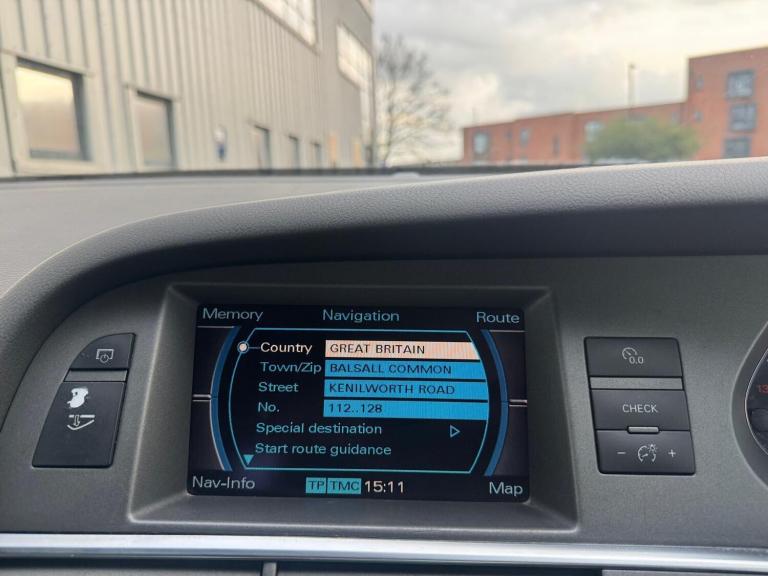 Memory Navigation Route
Country GREAT BRITAIN
Town/Zip BALSALL COMMON
Street KENILWORTH ROAD
No. 112..128
Special destination
Start route guidance
Nav-Info TP TMC 15:11 Map
0.0
CHECK
- +